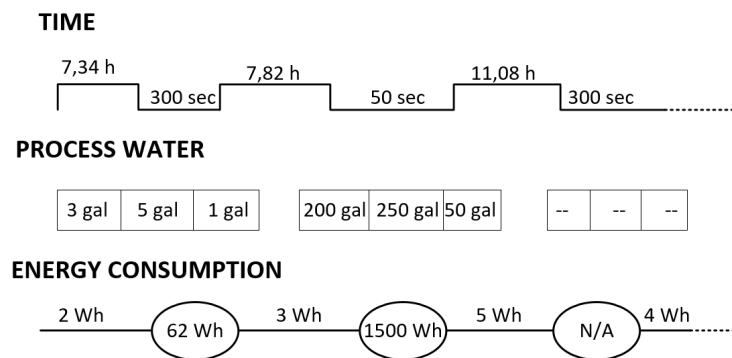 TIME
7,34 h 7,82 h 11,08 h
300 sec 50 sec 300 sec
PROCESS WATER
3 gal 5 gal 1 gal 200 gal 250 gal 50 gal -- -- --
ENERGY CONSUMPTION
2 Wh 3 Wh 5 Wh 4 Wh
62 Wh 1500 Wh N/A